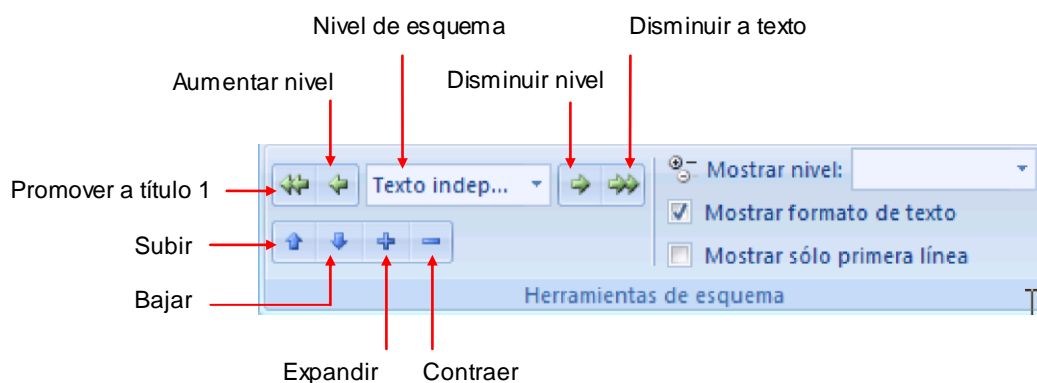 Nivel de esquema
Disminuir a texto
Aumentar nivel
Disminuir nivel
Promover a título 1
Texto indep...
Mostrar nivel:
Mostrar formato de texto
Subir
Mostrar sólo primera línea
Bajar
Herramientas de esquema
Expandir
Contraer